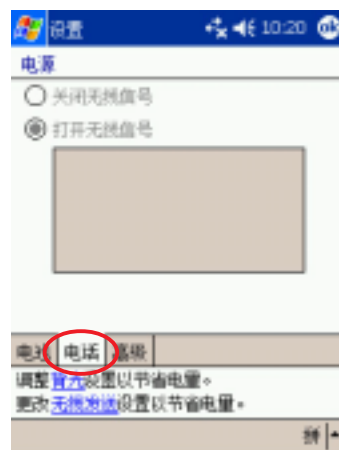 设置 10:20 ok
电源
关闭无线信号
打开无线信号
电池 电话 高级
调整背光设置以节省电量。
更改无线发送设置以节省电量。
拼